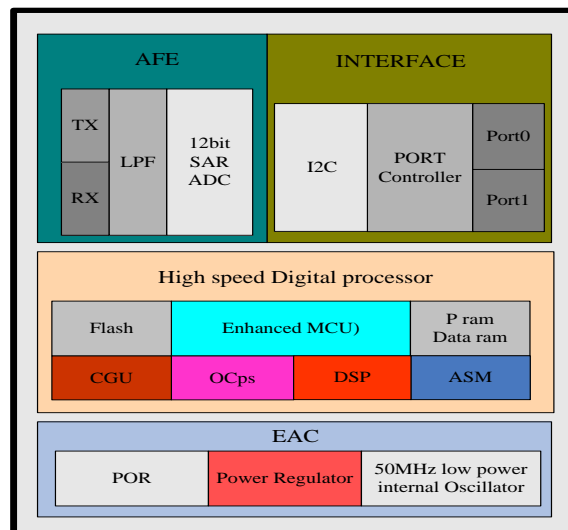 AFE
INTERFACE
TX
RX
LPF
12bit
SAR
ADC
I2C
PORT
Controller
Port0
Port1
High speed Digital processor
Flash
Enhanced MCU)
P ram
Data ram
CGU
OCps
DSP
ASM
EAC
POR
Power Regulator
50MHz low power
internal Oscillator